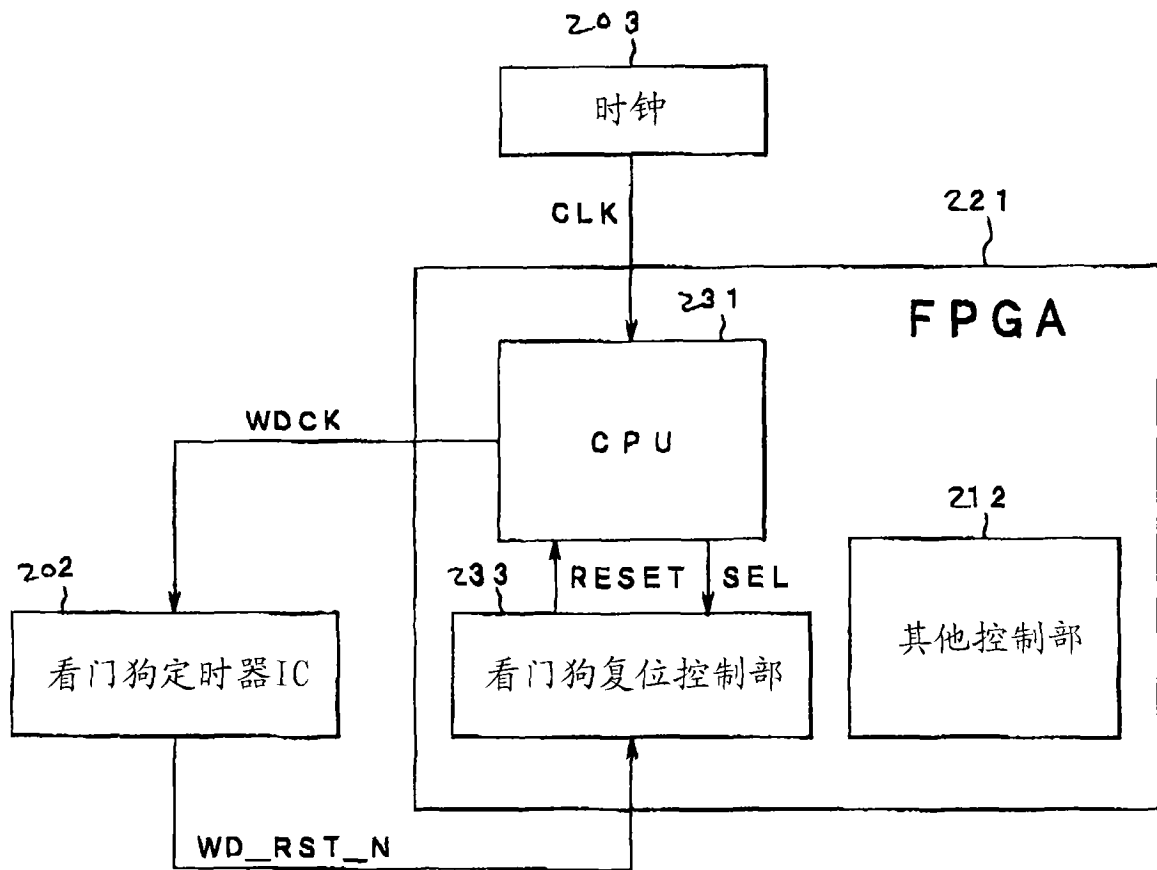 203
时钟
CLK
221
FPGA
231
CPU
WDCK
212
其他控制部
202
看门狗定时器IC
233
RESET
SEL
看门狗复位控制部
WD_RST_N